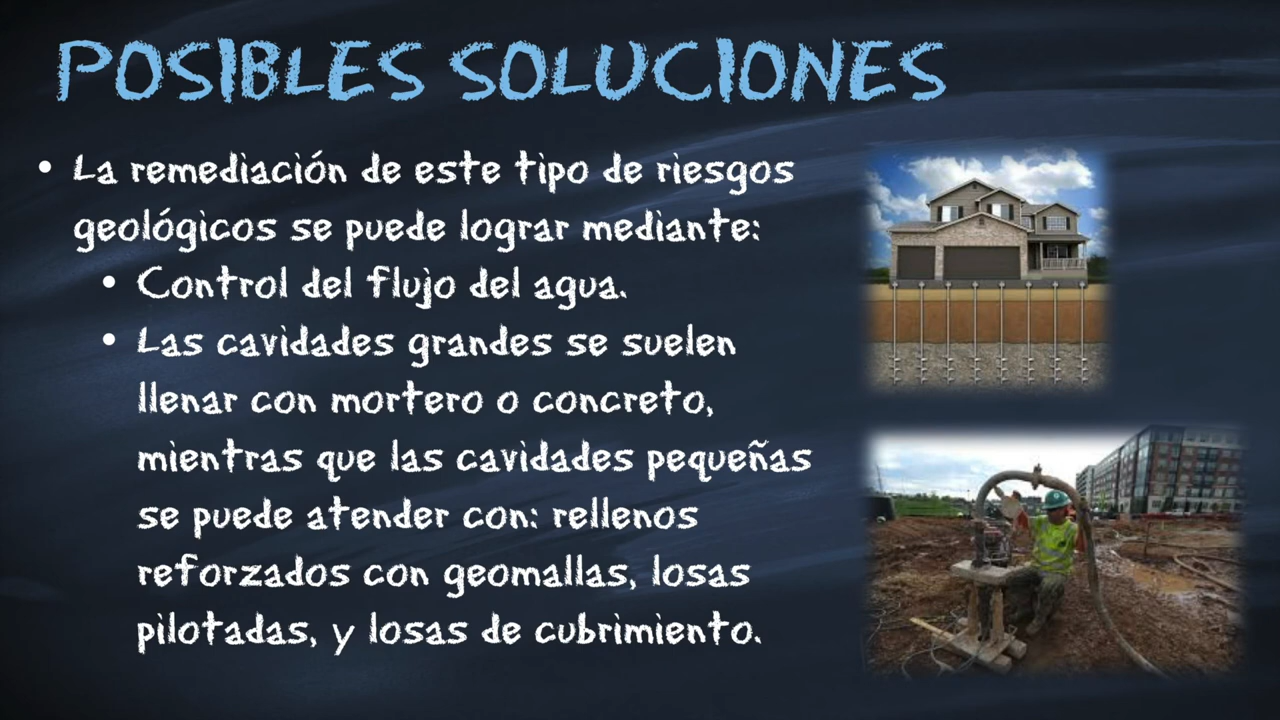 POSIBLES SOLUCIONES
• La remediación de este tipo de riesgos
geológicos se puede lograr mediante:
• Control del flujo del agua.
• Las cavidades grandes se suelen
llenar con mortero o concreto,
mientras que las cavidades pequeñas
se puede atender con: rellenos
reforzados con geomallas, losas
pilotadas, y losas de cubrimiento.